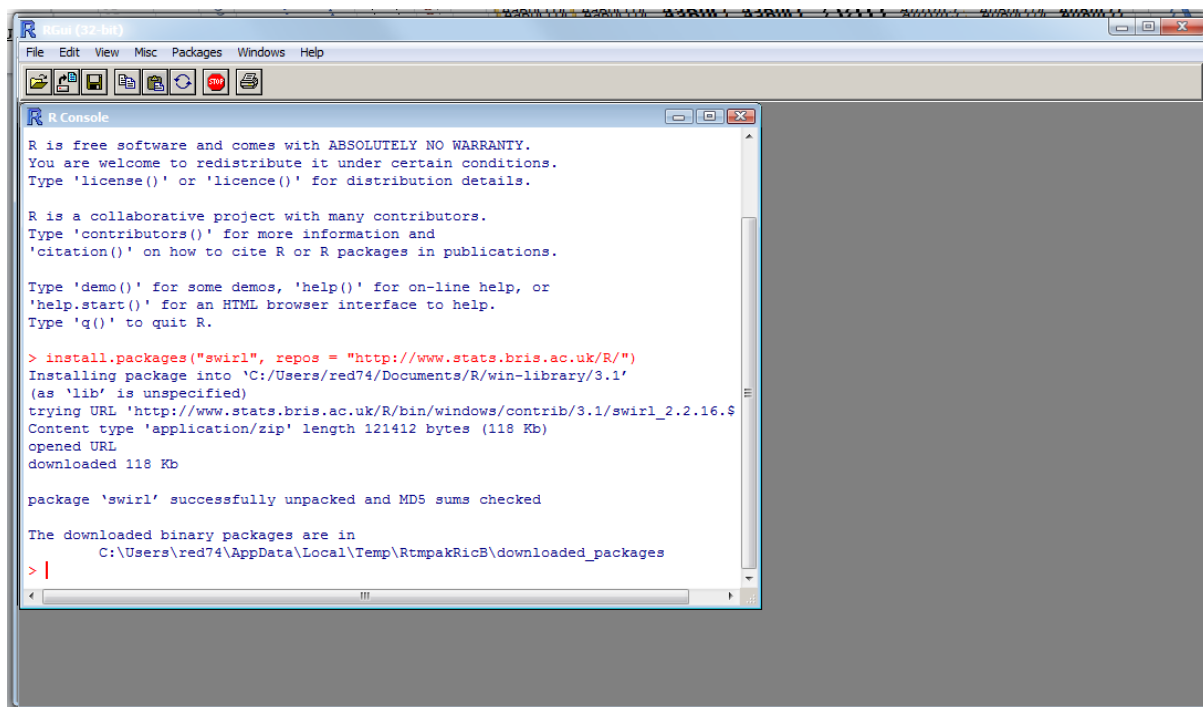 RGui (32-bit)
File Edit View Misc Packages Windows Help
STOP
R Console
R is free software and comes with ABSOLUTELY NO WARRANTY.
You are welcome to redistribute it under certain conditions.
Type 'license()' or 'licence()' for distribution details.
R is a collaborative project with many contributors.
Type 'contributors()' for more information and
'citation()' on how to cite R or R packages in publications.
Type 'demo()' for some demos, 'help()' for on-line help, or
'help.start()' for an HTML browser interface to help.
Type 'q()' to quit R.
> install.packages("swirl", repos = "http://www.stats.bris.ac.uk/R/")
Installing package into ‘C:/Users/red74/Documents/R/win-library/3.1’
(as ‘lib’ is unspecified)
trying URL 'http://www.stats.bris.ac.uk/R/bin/windows/contrib/3.1/swirl_2.2.16.$
Content type 'application/zip' length 121412 bytes (118 Kb)
opened URL
downloaded 118 Kb
package ‘swirl’ successfully unpacked and MD5 sums checked
The downloaded binary packages are in
C:\Users\red74\AppData\Local\Temp\RtmpakRicB\downloaded_packages
>